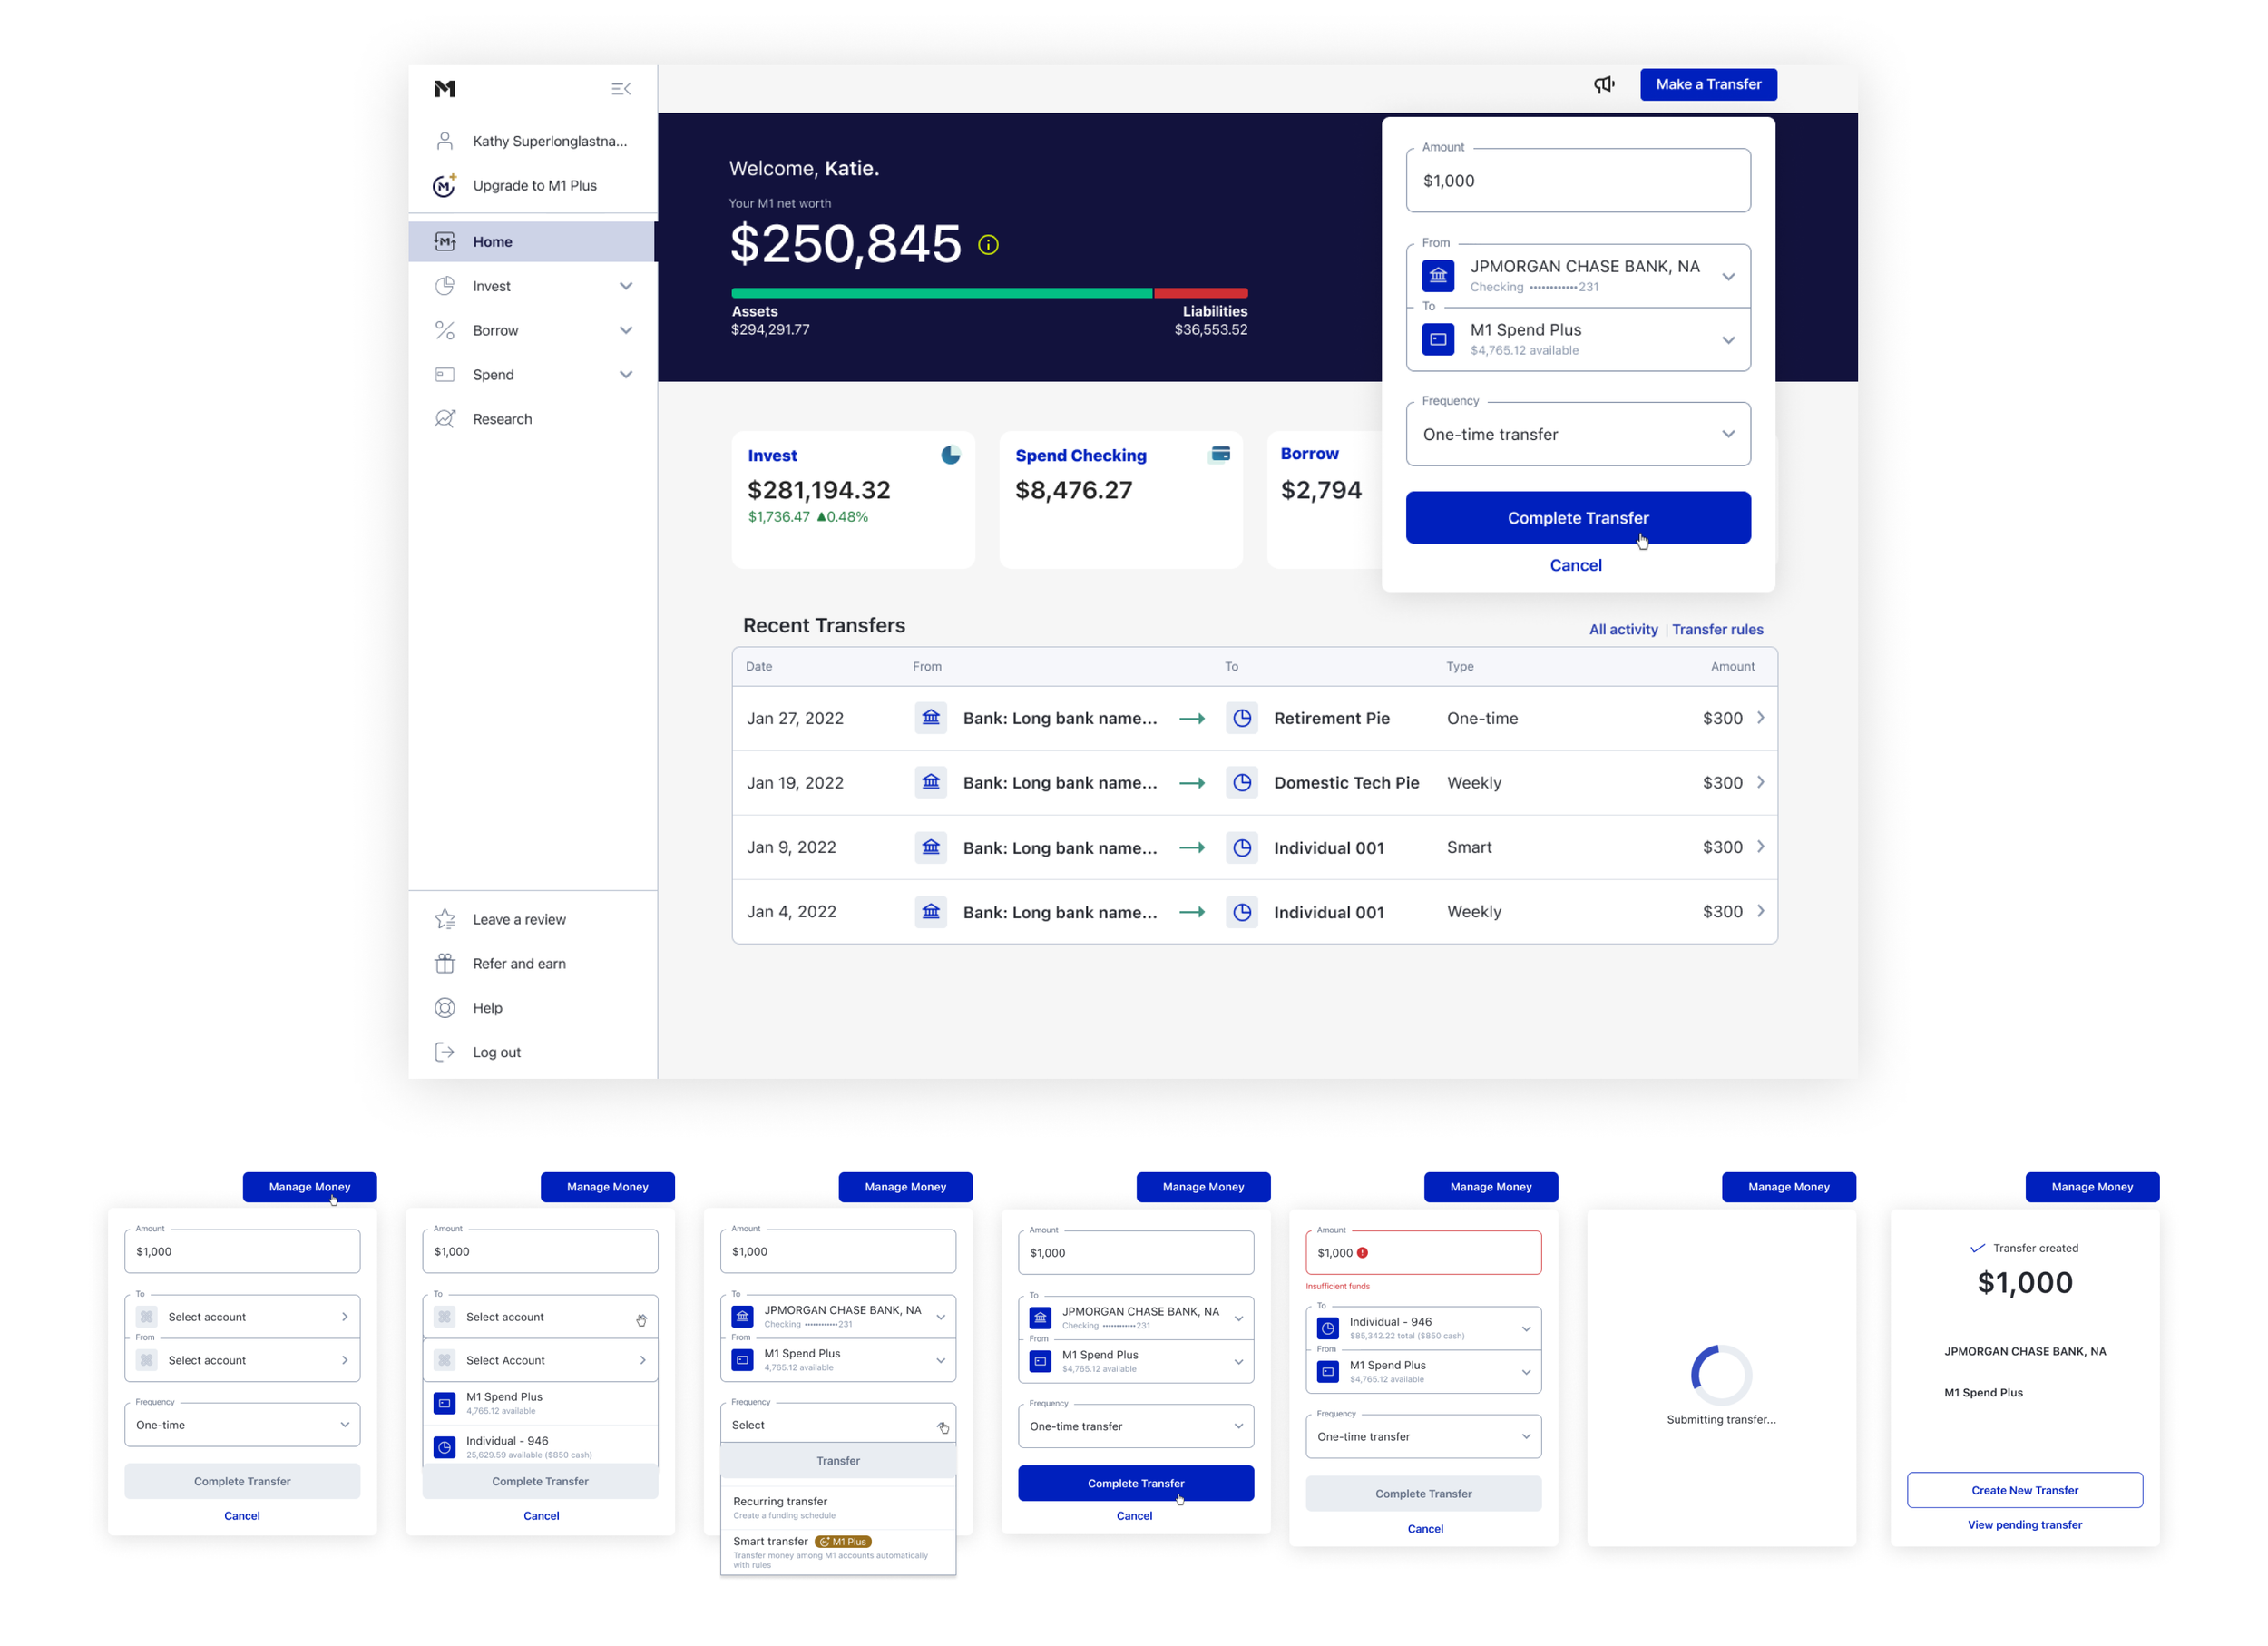 Make a Transfer
Kathy Superlonglastna...
Upgrade to M1 Plus
Home
Invest
Borrow
Spend
Research
Leave a review
Refer and earn
Help
Log out
Welcome, Katie.
Your M1 net worth
$250,845
Assets
Liabilities
$294,291.77
$36,553.52
Invest
$281,194.32
$1,736.47 ▲0.48%
Spend Checking
$8,476.27
Borrow
$2,794
Amount
$1,000
From
JPMORGAN CHASE BANK, NA
Checking ••••••••••••231
To
M1 Spend Plus
$4,765.12 available
Frequency
One-time transfer
Complete Transfer
Cancel
Recent Transfers
All activity | Transfer rules
Date From To Type Amount
Jan 27, 2022 Bank: Long bank name... Retirement Pie One-time $300
Jan 19, 2022 Bank: Long bank name... Domestic Tech Pie Weekly $300
Jan 9, 2022 Bank: Long bank name... Individual 001 Smart $300
Jan 4, 2022 Bank: Long bank name... Individual 001 Weekly $300
Manage Money
Amount
$1,000
To
Select account
From
Select account
Frequency
One-time
Complete Transfer
Cancel
Manage Money
Amount
$1,000
To
Select account
Select Account
M1 Spend Plus
4,765.12 available
Individual - 946
25,629.59 available ($850 cash)
Complete Transfer
Cancel
Manage Money
Amount
$1,000
To
JPMORGAN CHASE BANK, NA
Checking ••••••••••••231
From
M1 Spend Plus
4,765.12 available
Frequency
Select
Transfer
Recurring transfer
Create a funding schedule
Smart transfer M1 Plus
Transfer money among M1 accounts automatically
with rules
Manage Money
Amount
$1,000
To
JPMORGAN CHASE BANK, NA
Checking ••••••••••••231
From
M1 Spend Plus
$4,765.12 available
Frequency
One-time transfer
Complete Transfer
Cancel
Manage Money
Amount
$1,000
Insufficient funds
To
Individual - 946
$85,342.22 total ($850 cash)
From
M1 Spend Plus
$4,765.12 available
Frequency
One-time transfer
Complete Transfer
Cancel
Manage Money
Submitting transfer...
Manage Money
Transfer created
$1,000
JPMORGAN CHASE BANK, NA
M1 Spend Plus
Create New Transfer
View pending transfer